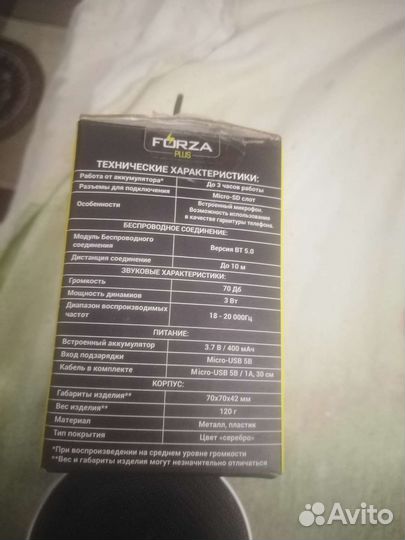 FORZA
PLUS
ТЕХНИЧЕСКИЕ ХАРАКТЕРИСТИКИ:
Работа от аккумулятора* До 3 часов работы
Разъемы для подключения Micro-SD слот
Особенности Встроенный микрофон.
Возможность использования
в качестве гарнитуры телефона.
БЕСПРОВОДНОЕ СОЕДИНЕНИЕ:
Модуль беспроводного
соединения Версия BT 5.0
Дистанция соединение До 10 м
ЗВУКОВЫЕ ХАРАКТЕРИСТИКИ:
Громкость 70 Дб
Мощность динамиов 3 Вт
Диапазон воспроизводимых
частот 18 - 20 000Гц
ПИТАНИЕ:
Встроенный аккумулятор 3.7 В / 400 мАч
Вход подзарядки Micro-USB 5В
Кабель в комплекте Micro-USB 5В / 1А, 30 см
КОРПУС:
Габариты изделия** 70x70x42 мм
Вес изделия** 120 г
Материал Металл, пластик
Тип покрытия Цвет «серебро»
*При воспроизведении на среднем уровне громкости
**Вес и габариты изделия могут незначительно отличаться
Avito